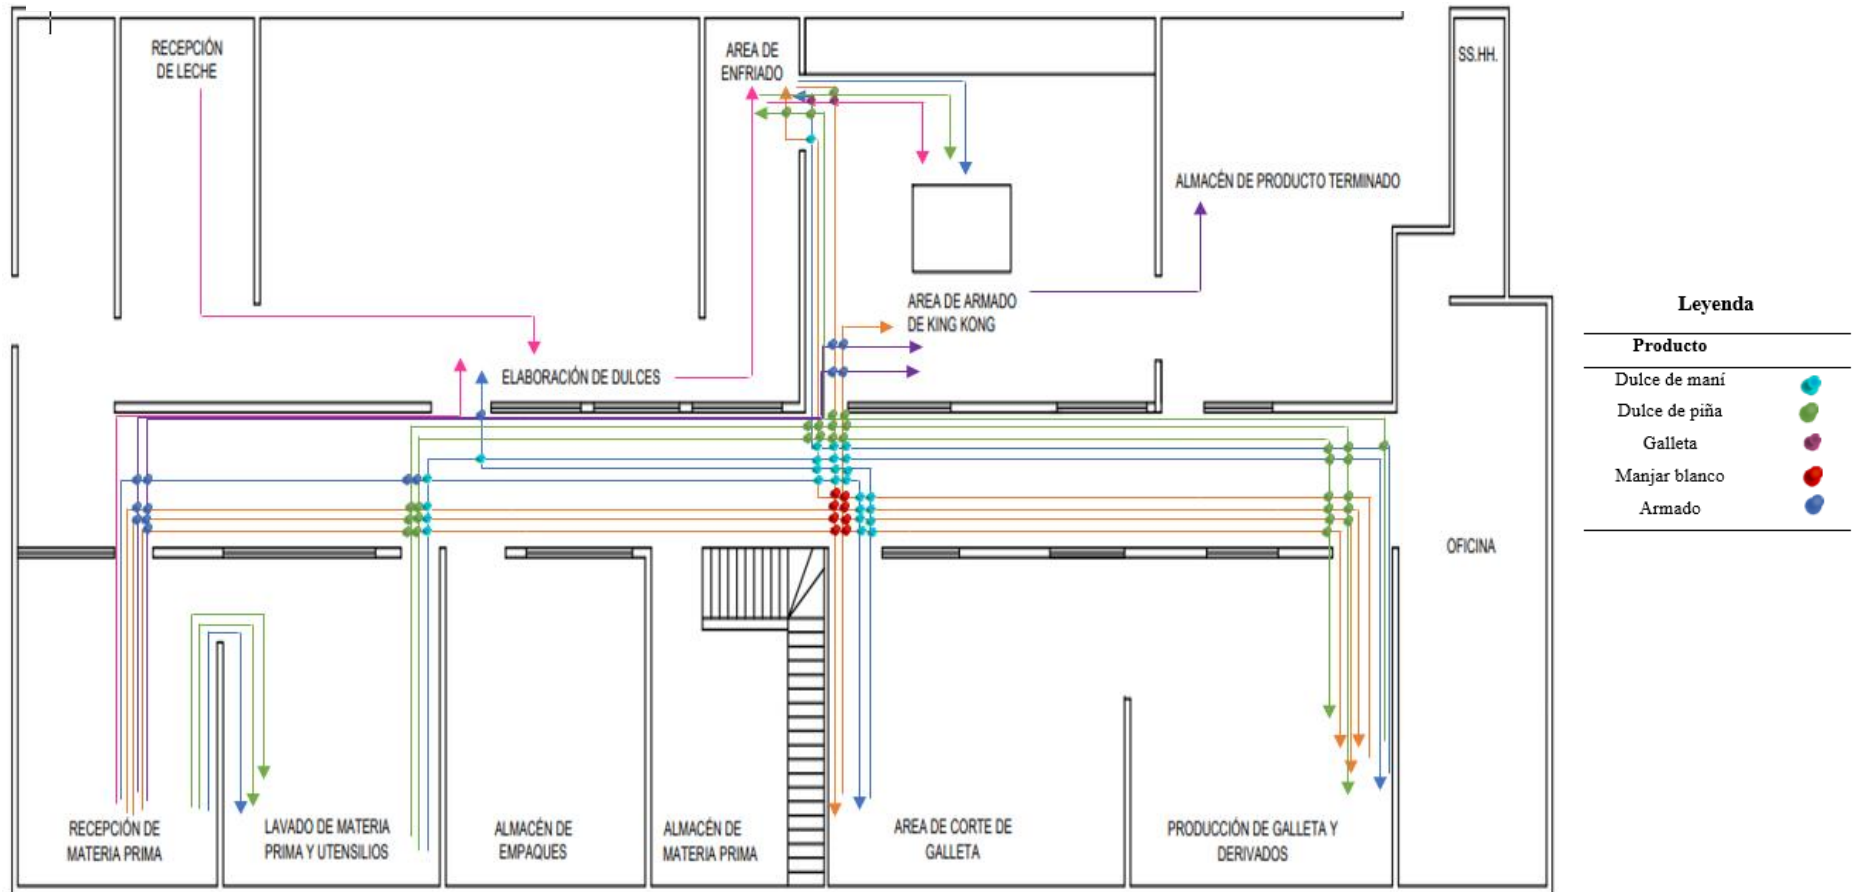 RECEPCIÓN
DE LECHE
AREA DE
ENFRIADO
SS.HH.
ALMACÉN DE PRODUCTO TERMINADO
AREA DE ARMADO
DE KING KONG
ELABORACIÓN DE DULCES
OFICINA
RECEPCIÓN DE
MATERIA PRIMA
LAVADO DE MATERIA
PRIMA Y UTENSILIOS
ALMACÉN DE
EMPAQUES
ALMACÉN DE
MATERIA PRIMA
AREA DE CORTE DE
GALLETA
PRODUCCIÓN DE GALLETA Y
DERIVADOS
Leyenda
Producto
Dulce de maní
Dulce de piña
Galleta
Manjar blanco
Armado